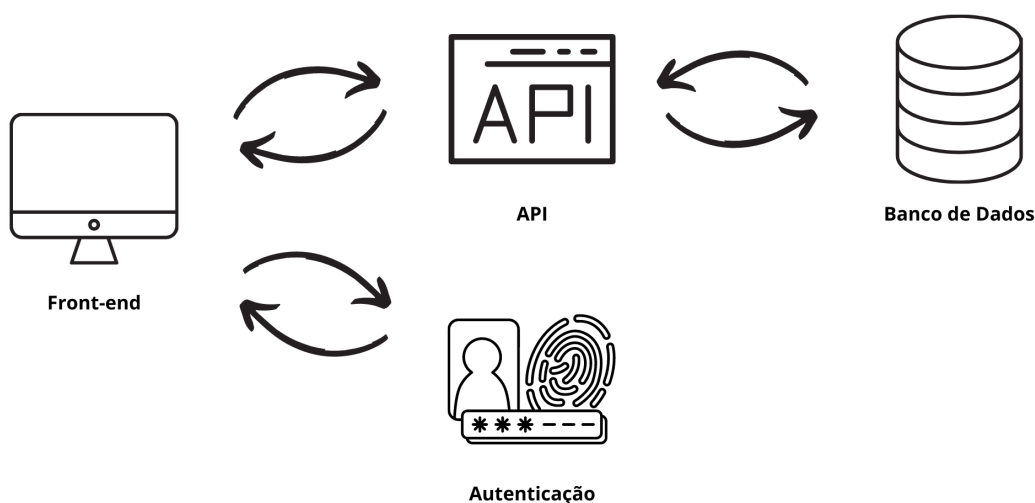 API
API
Banco de Dados
Front-end
*** ---
Autenticação